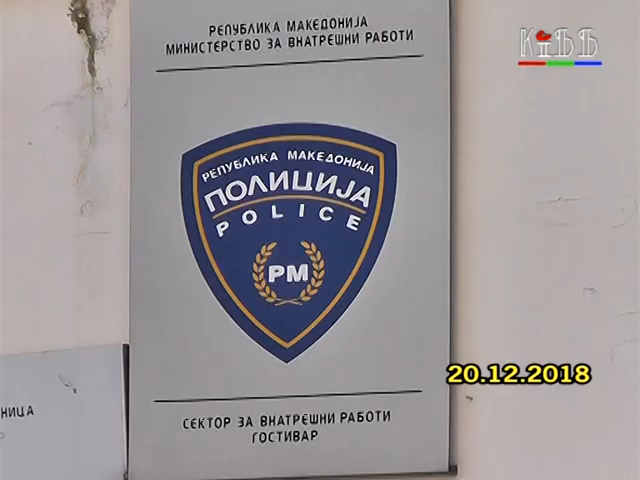 РЕПУБЛИКА МАКЕДОНИЈА
МИНИСТЕРСТВО ЗА ВНАТРЕШНИ РАБОТИ
РЕПУБЛИКА МАКЕДОНИЈА
ПОЛИЦИЈА
POLICE
РМ
20.12.2018
СЕКТОР ЗА ВНАТРЕШНИ РАБОТИ
ГОСТИВАР